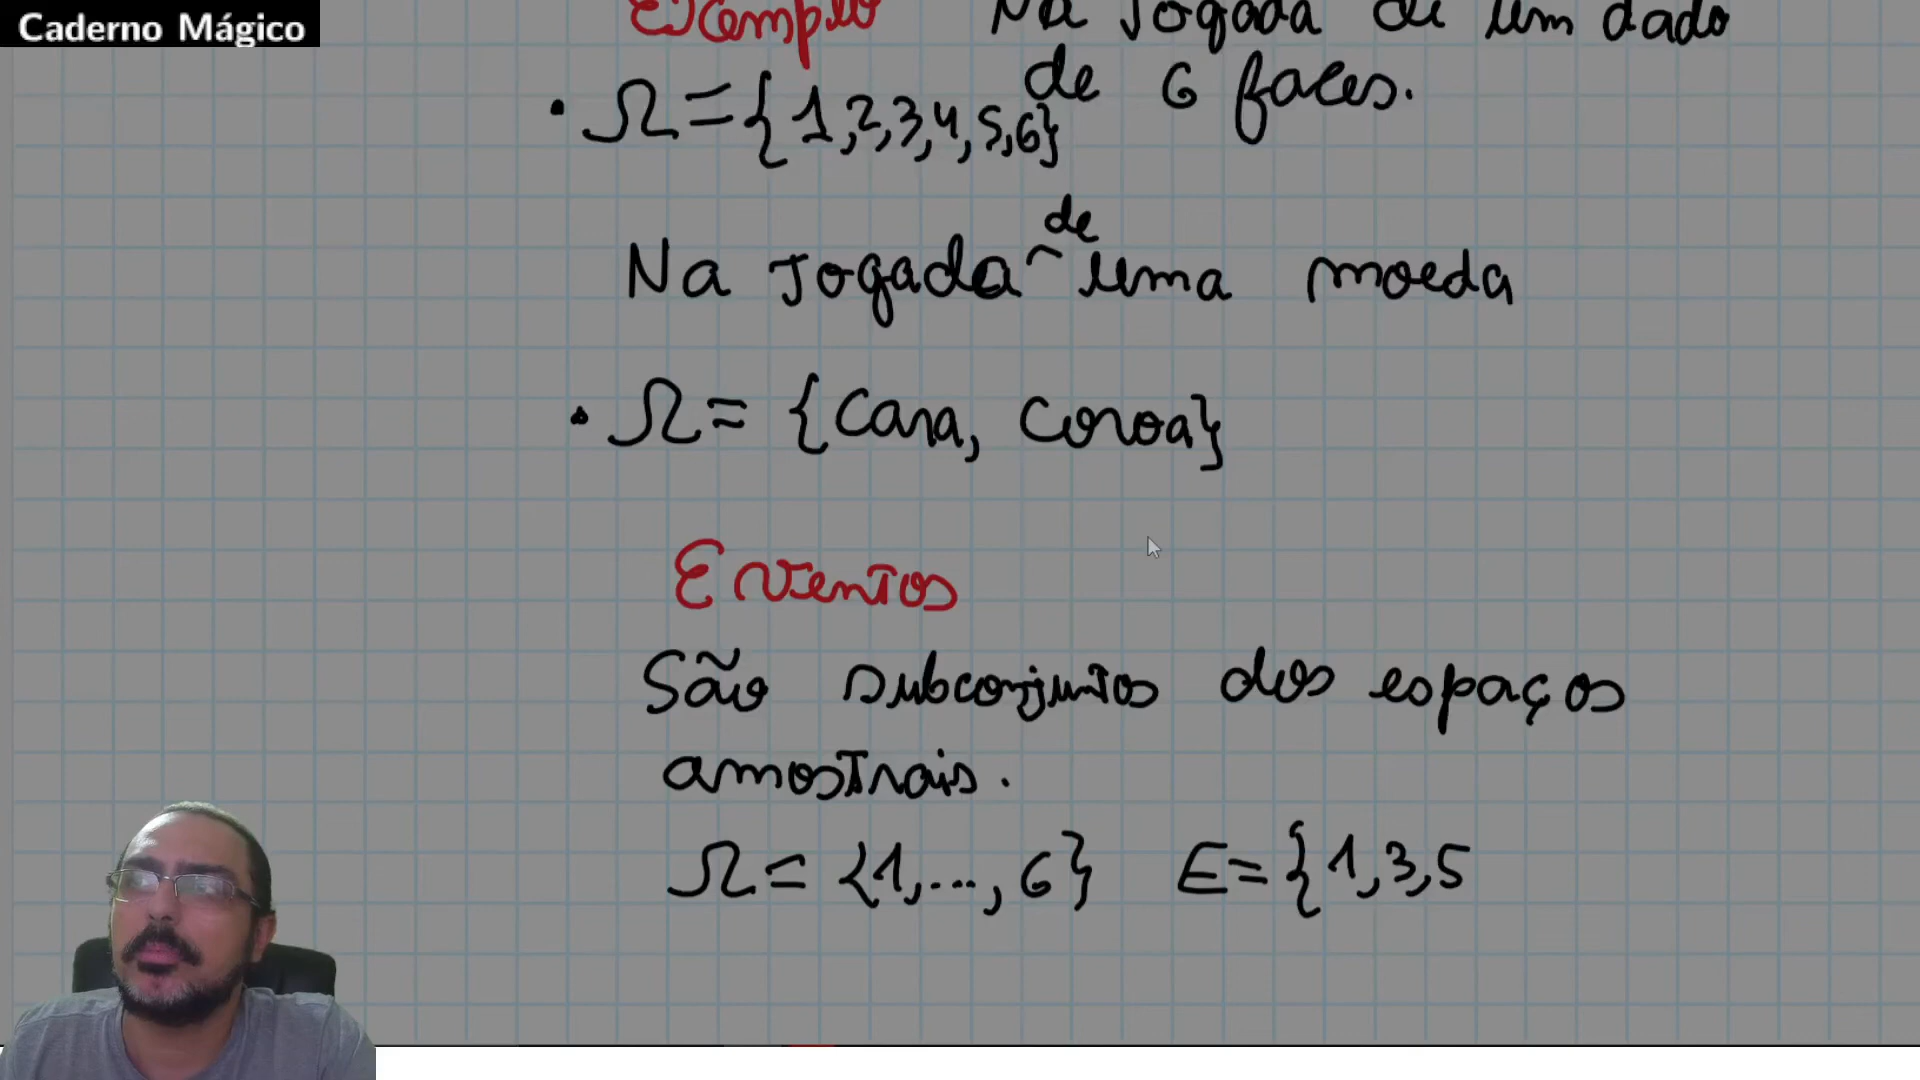 Caderno Mágico
Exemplo Na Jogada de um dado
de 6 faces.
• Ω = {1,2,3,4,5,6}
de
Na Jogada ^ uma moeda
• Ω = {Cara, Coroa}
Eventos
São subconjuntos dos espaços
amostrais.
Ω = {1,...,6} E = {1,3,5